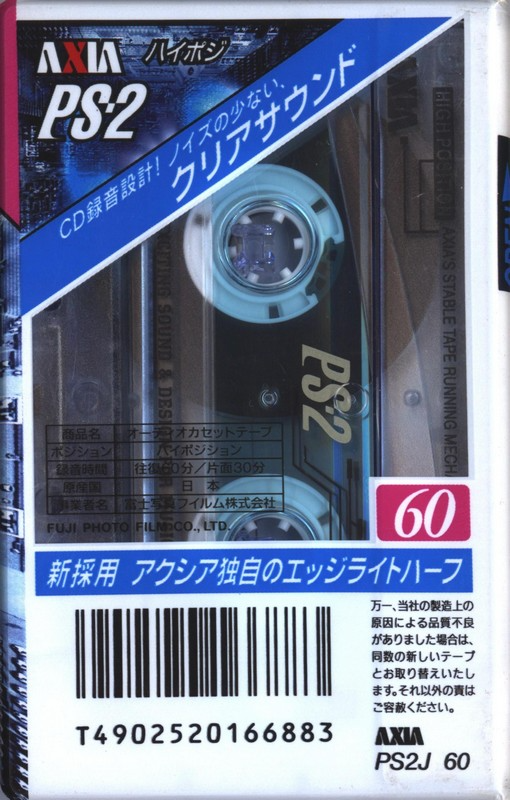 AXIA ハイポジ
PS-2
CD録音設計! ノイズの少ない、
クリアサウンド
AXIA
AXIA'S STABLE TAPE RUNNING MECH
SOUND & DES
PS-2
商品名 オーディオカセットテープ
ポジション ハイポジション
録音時間 往復60分/片面30分
原産国 日本
事業者名 富士写真フイルム株式会社
FUJI PHOTO FILM CO., LTD.
60
新採用 アクシア独自のエッジライトハーフ
万一、当社の製造上の
原因による品質不良
がありました場合は、
同数の新しいテープ
とお取り替えいたし
ます。それ以外の責は
ご容赦ください。
T4902520166883
AXIA
PS2J 60